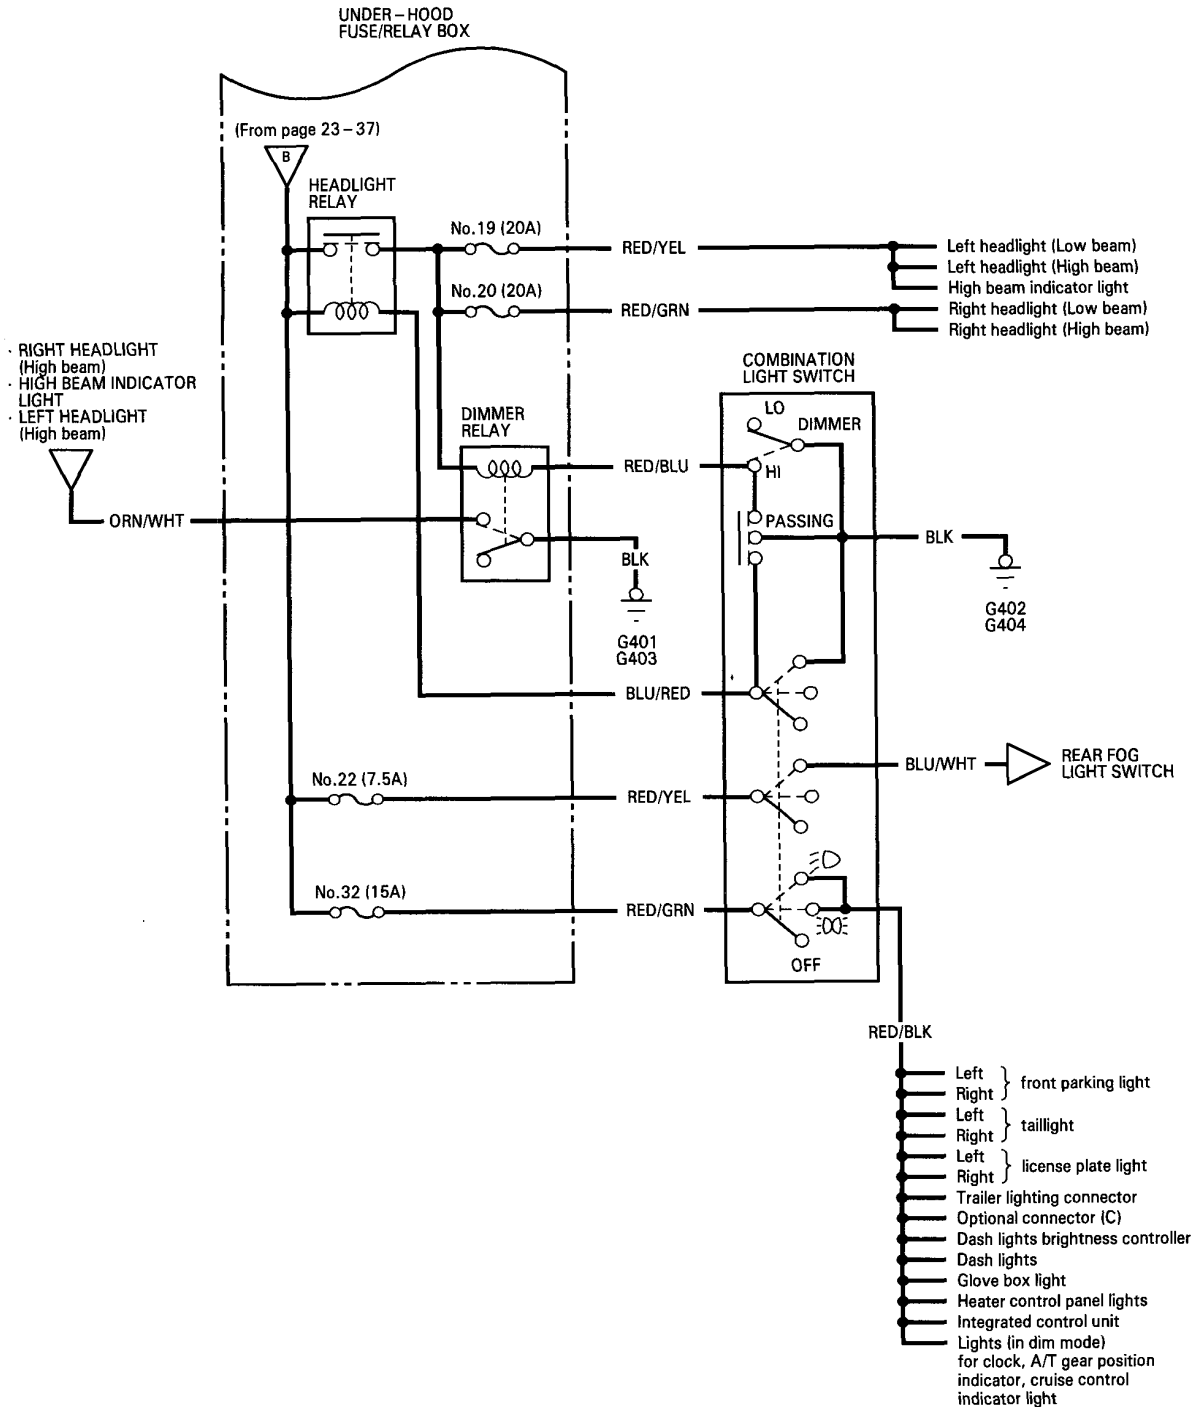 UNDER-HOOD
FUSE/RELAY BOX
(From page 23-37)
B
HEADLIGHT
RELAY
No.19 (20A)
RED/YEL
Left headlight (Low beam)
Left headlight (High beam)
High beam indicator light
No.20 (20A)
RED/GRN
Right headlight (Low beam)
Right headlight (High beam)
· RIGHT HEADLIGHT
(High beam)
· HIGH BEAM INDICATOR
LIGHT
· LEFT HEADLIGHT
(High beam)
COMBINATION
LIGHT SWITCH
LO
DIMMER
HI
PASSING
DIMMER
RELAY
RED/BLU
ORN/WHT
BLK
G401
G403
BLK
G402
G404
BLU/RED
BLU/WHT
REAR FOG
LIGHT SWITCH
No.22 (7.5A)
RED/YEL
No.32 (15A)
RED/GRN
OFF
RED/BLK
Left
Right
front parking light
Left
Right
taillight
Left
Right
license plate light
Trailer lighting connector
Optional connector (C)
Dash lights brightness controller
Dash lights
Glove box light
Heater control panel lights
Integrated control unit
Lights (in dim mode)
for clock, A/T gear position
indicator, cruise control
indicator light